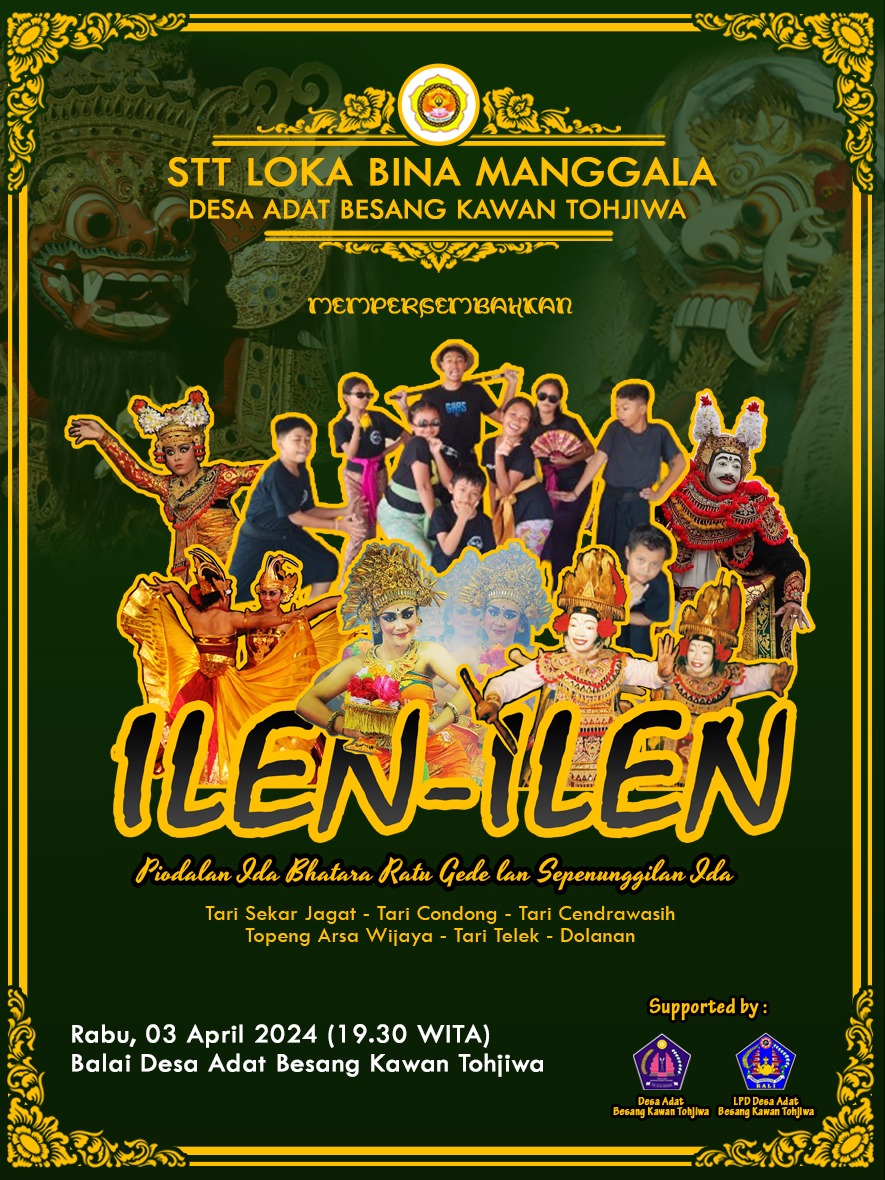 STT LOKA BINA MANGGALA
DESA ADAT BESANG KAWAN TOHJIWA
MEMPERSEMBAHKAN
ILEN-ILEN
Piodalan Ida Bhatara Ratu Gede lan Sepenunggilan Ida
Tari Sekar Jagat - Tari Condong - Tari Cendrawasih
Topeng Arsa Wijaya - Tari Telek - Dolanan
Rabu, 03 April 2024 (19.30 WITA)
Balai Desa Adat Besang Kawan Tohjiwa
Supported by :
BALI
Desa Adat
Besang Kawan Tohjiwa
LPD Desa Adat
Besang Kawan Tohjiwa